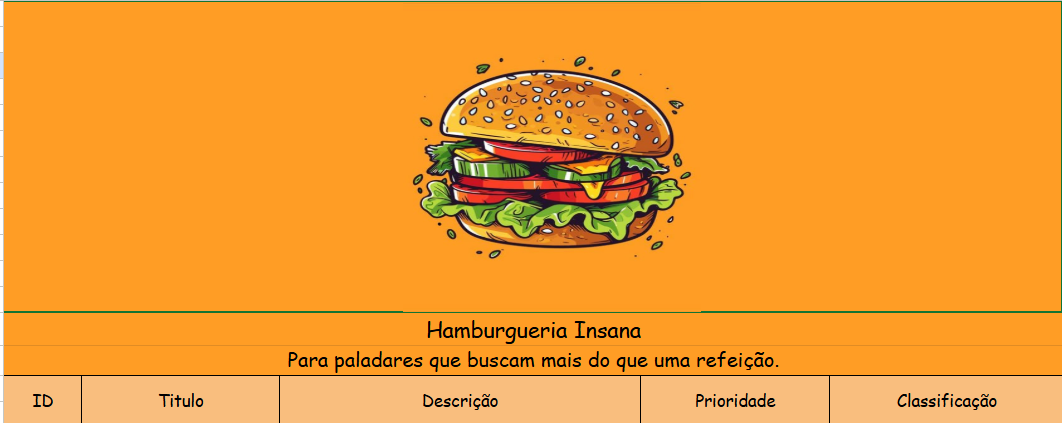 Hamburgueria Insana
Para paladares que buscam mais do que uma refeição.
ID Titulo Descrição Prioridade Classificação